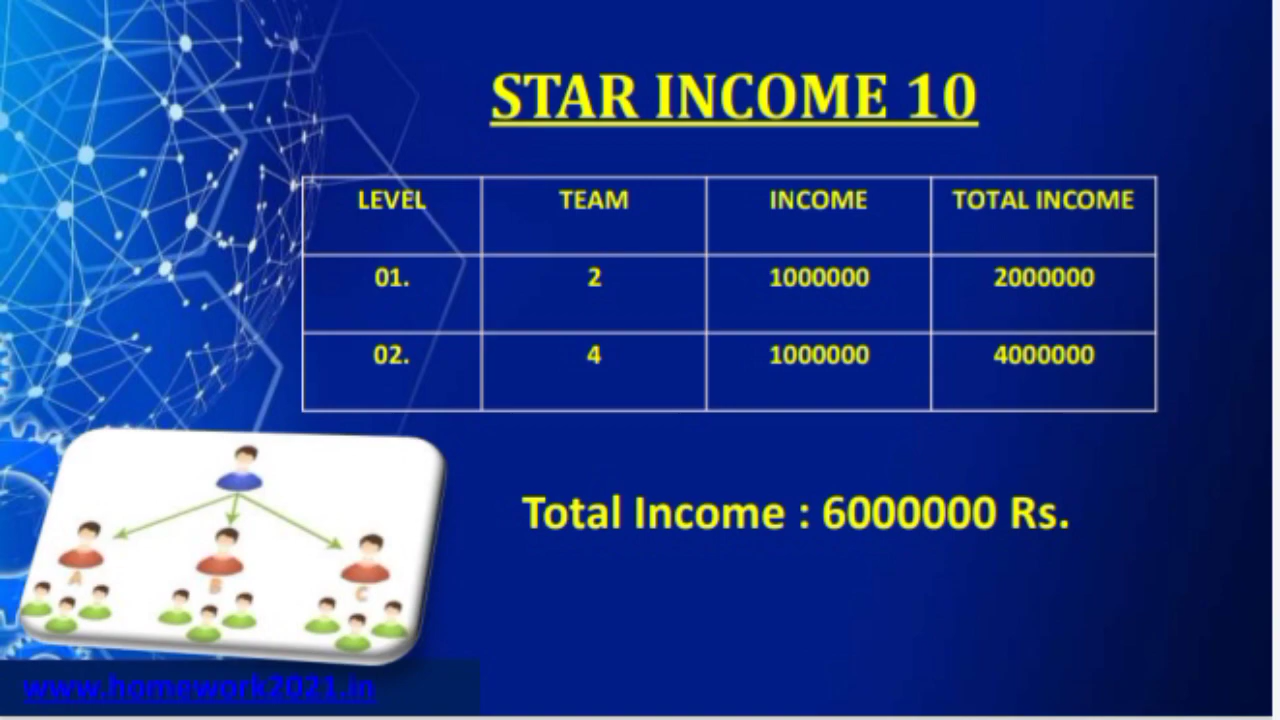 STAR INCOME 10
LEVEL TEAM INCOME TOTAL INCOME
01. 2 1000000 2000000
02. 4 1000000 4000000
Total Income : 6000000 Rs.
A B C
www.homework2021.in